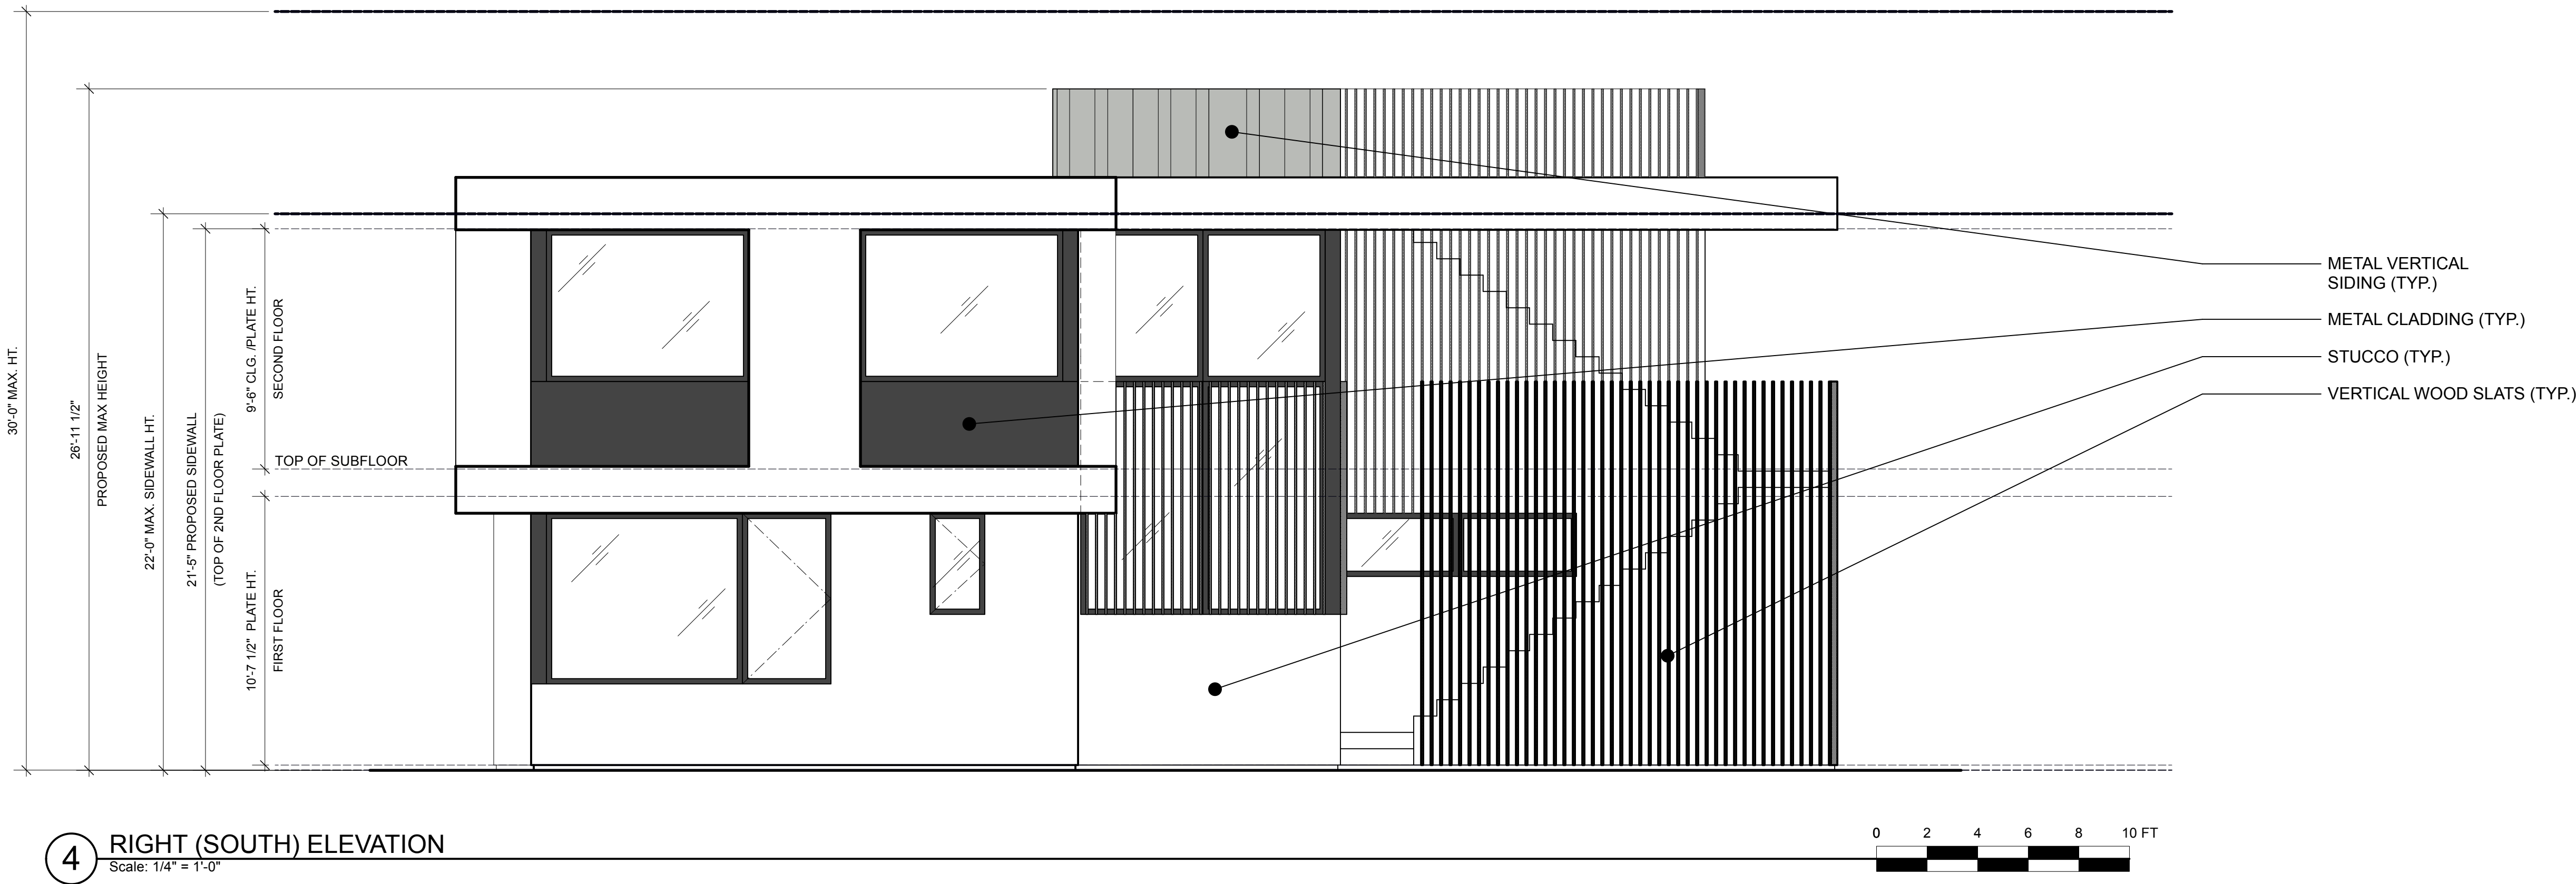 30'-0" MAX. HT.
26'-11 1/2"
PROPOSED MAX HEIGHT
22'-0" MAX. SIDEWALL HT.
21'-5" PROPOSED SIDEWALL
(TOP OF 2ND FLOOR PLATE)
9'-6" CLG. /PLATE HT.
SECOND FLOOR
10'-7 1/2" PLATE HT.
FIRST FLOOR
TOP OF SUBFLOOR
METAL VERTICAL
SIDING (TYP.)
METAL CLADDING (TYP.)
STUCCO (TYP.)
VERTICAL WOOD SLATS (TYP.)
4
RIGHT (SOUTH) ELEVATION
Scale: 1/4" = 1'-0"
0 2 4 6 8 10 FT